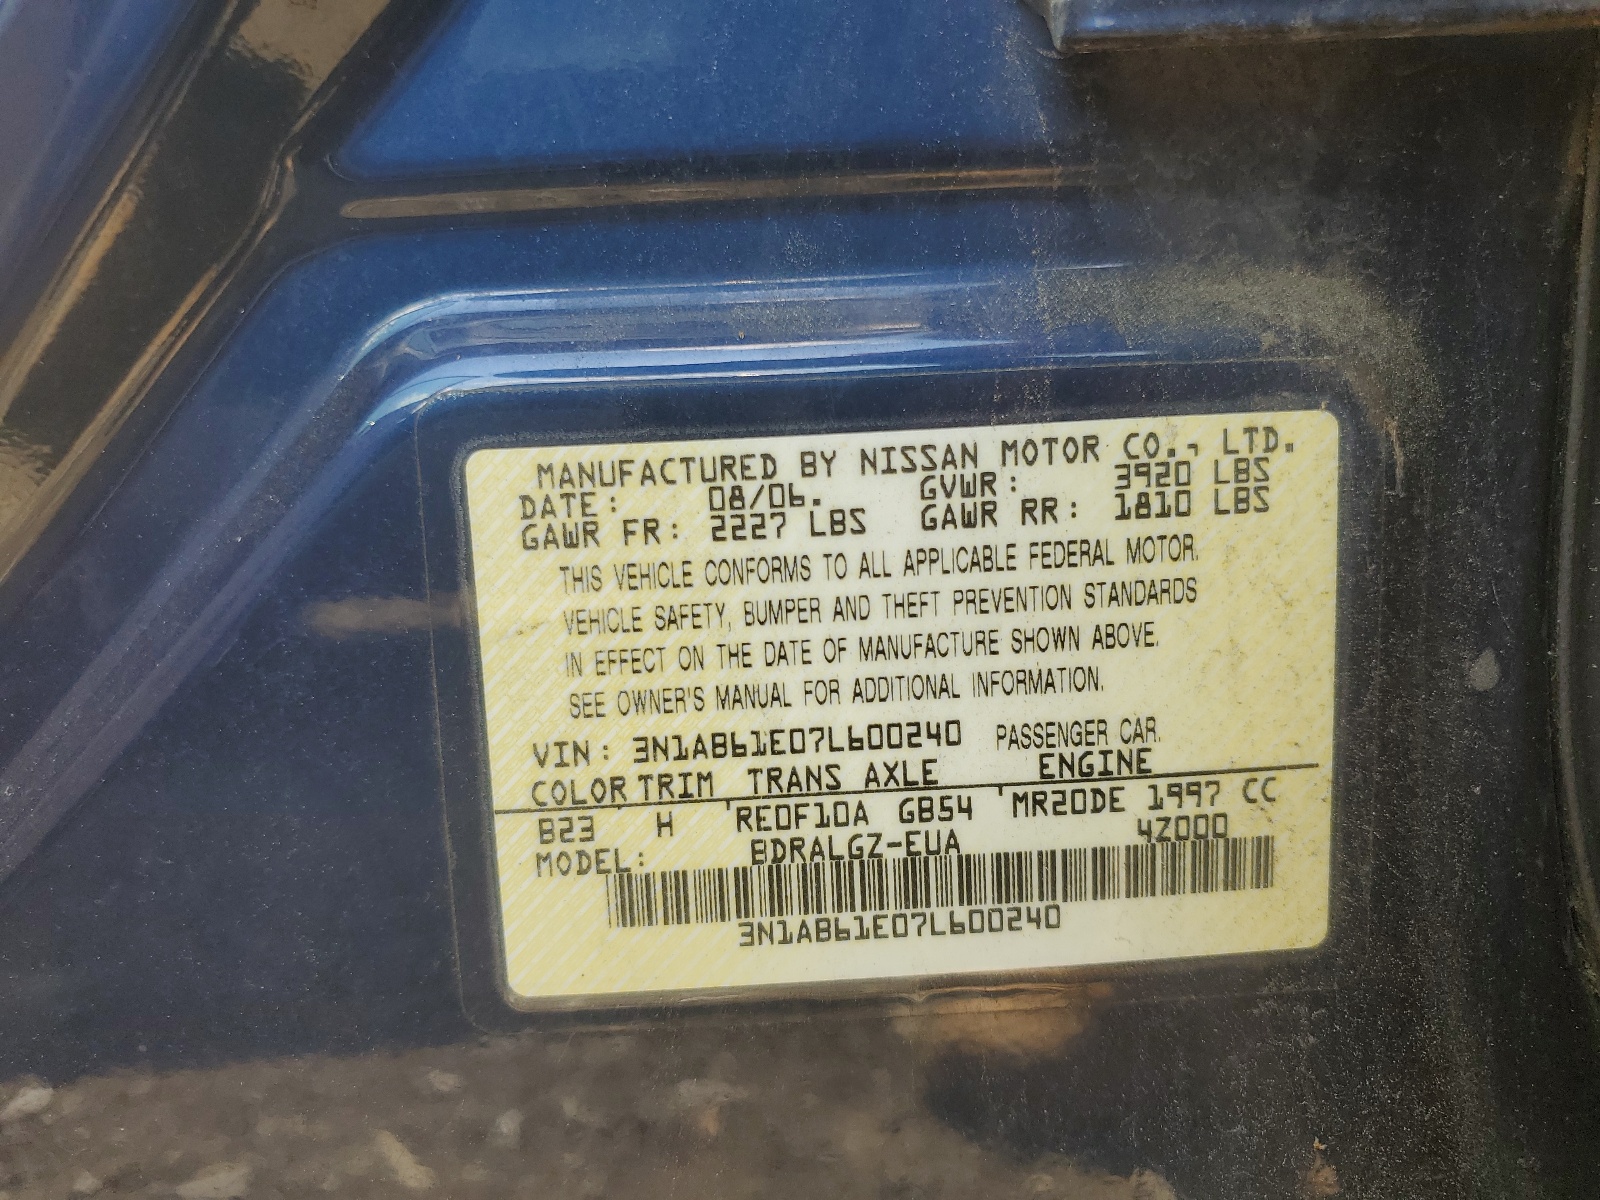 MANUFACTURED BY NISSAN MOTOR CO., LTD.
DATE: 08/06. GVWR: 3920 LBS
GAWR FR: 2227 LBS GAWR RR: 1810 LBS
THIS VEHICLE CONFORMS TO ALL APPLICABLE FEDERAL MOTOR.
VEHICLE SAFETY, BUMPER AND THEFT PREVENTION STANDARDS
IN EFFECT ON THE DATE OF MANUFACTURE SHOWN ABOVE.
SEE OWNER'S MANUAL FOR ADDITIONAL INFORMATION.
VIN: 3N1AB61E07L600240 PASSENGER CAR.
COLOR TRIM TRANS AXLE ENGINE
B23 H RE0F10A GB54 MR20DE 1997 CC
MODEL: BDRALGZ-EUA 4Z000
3N1AB61E07L600240